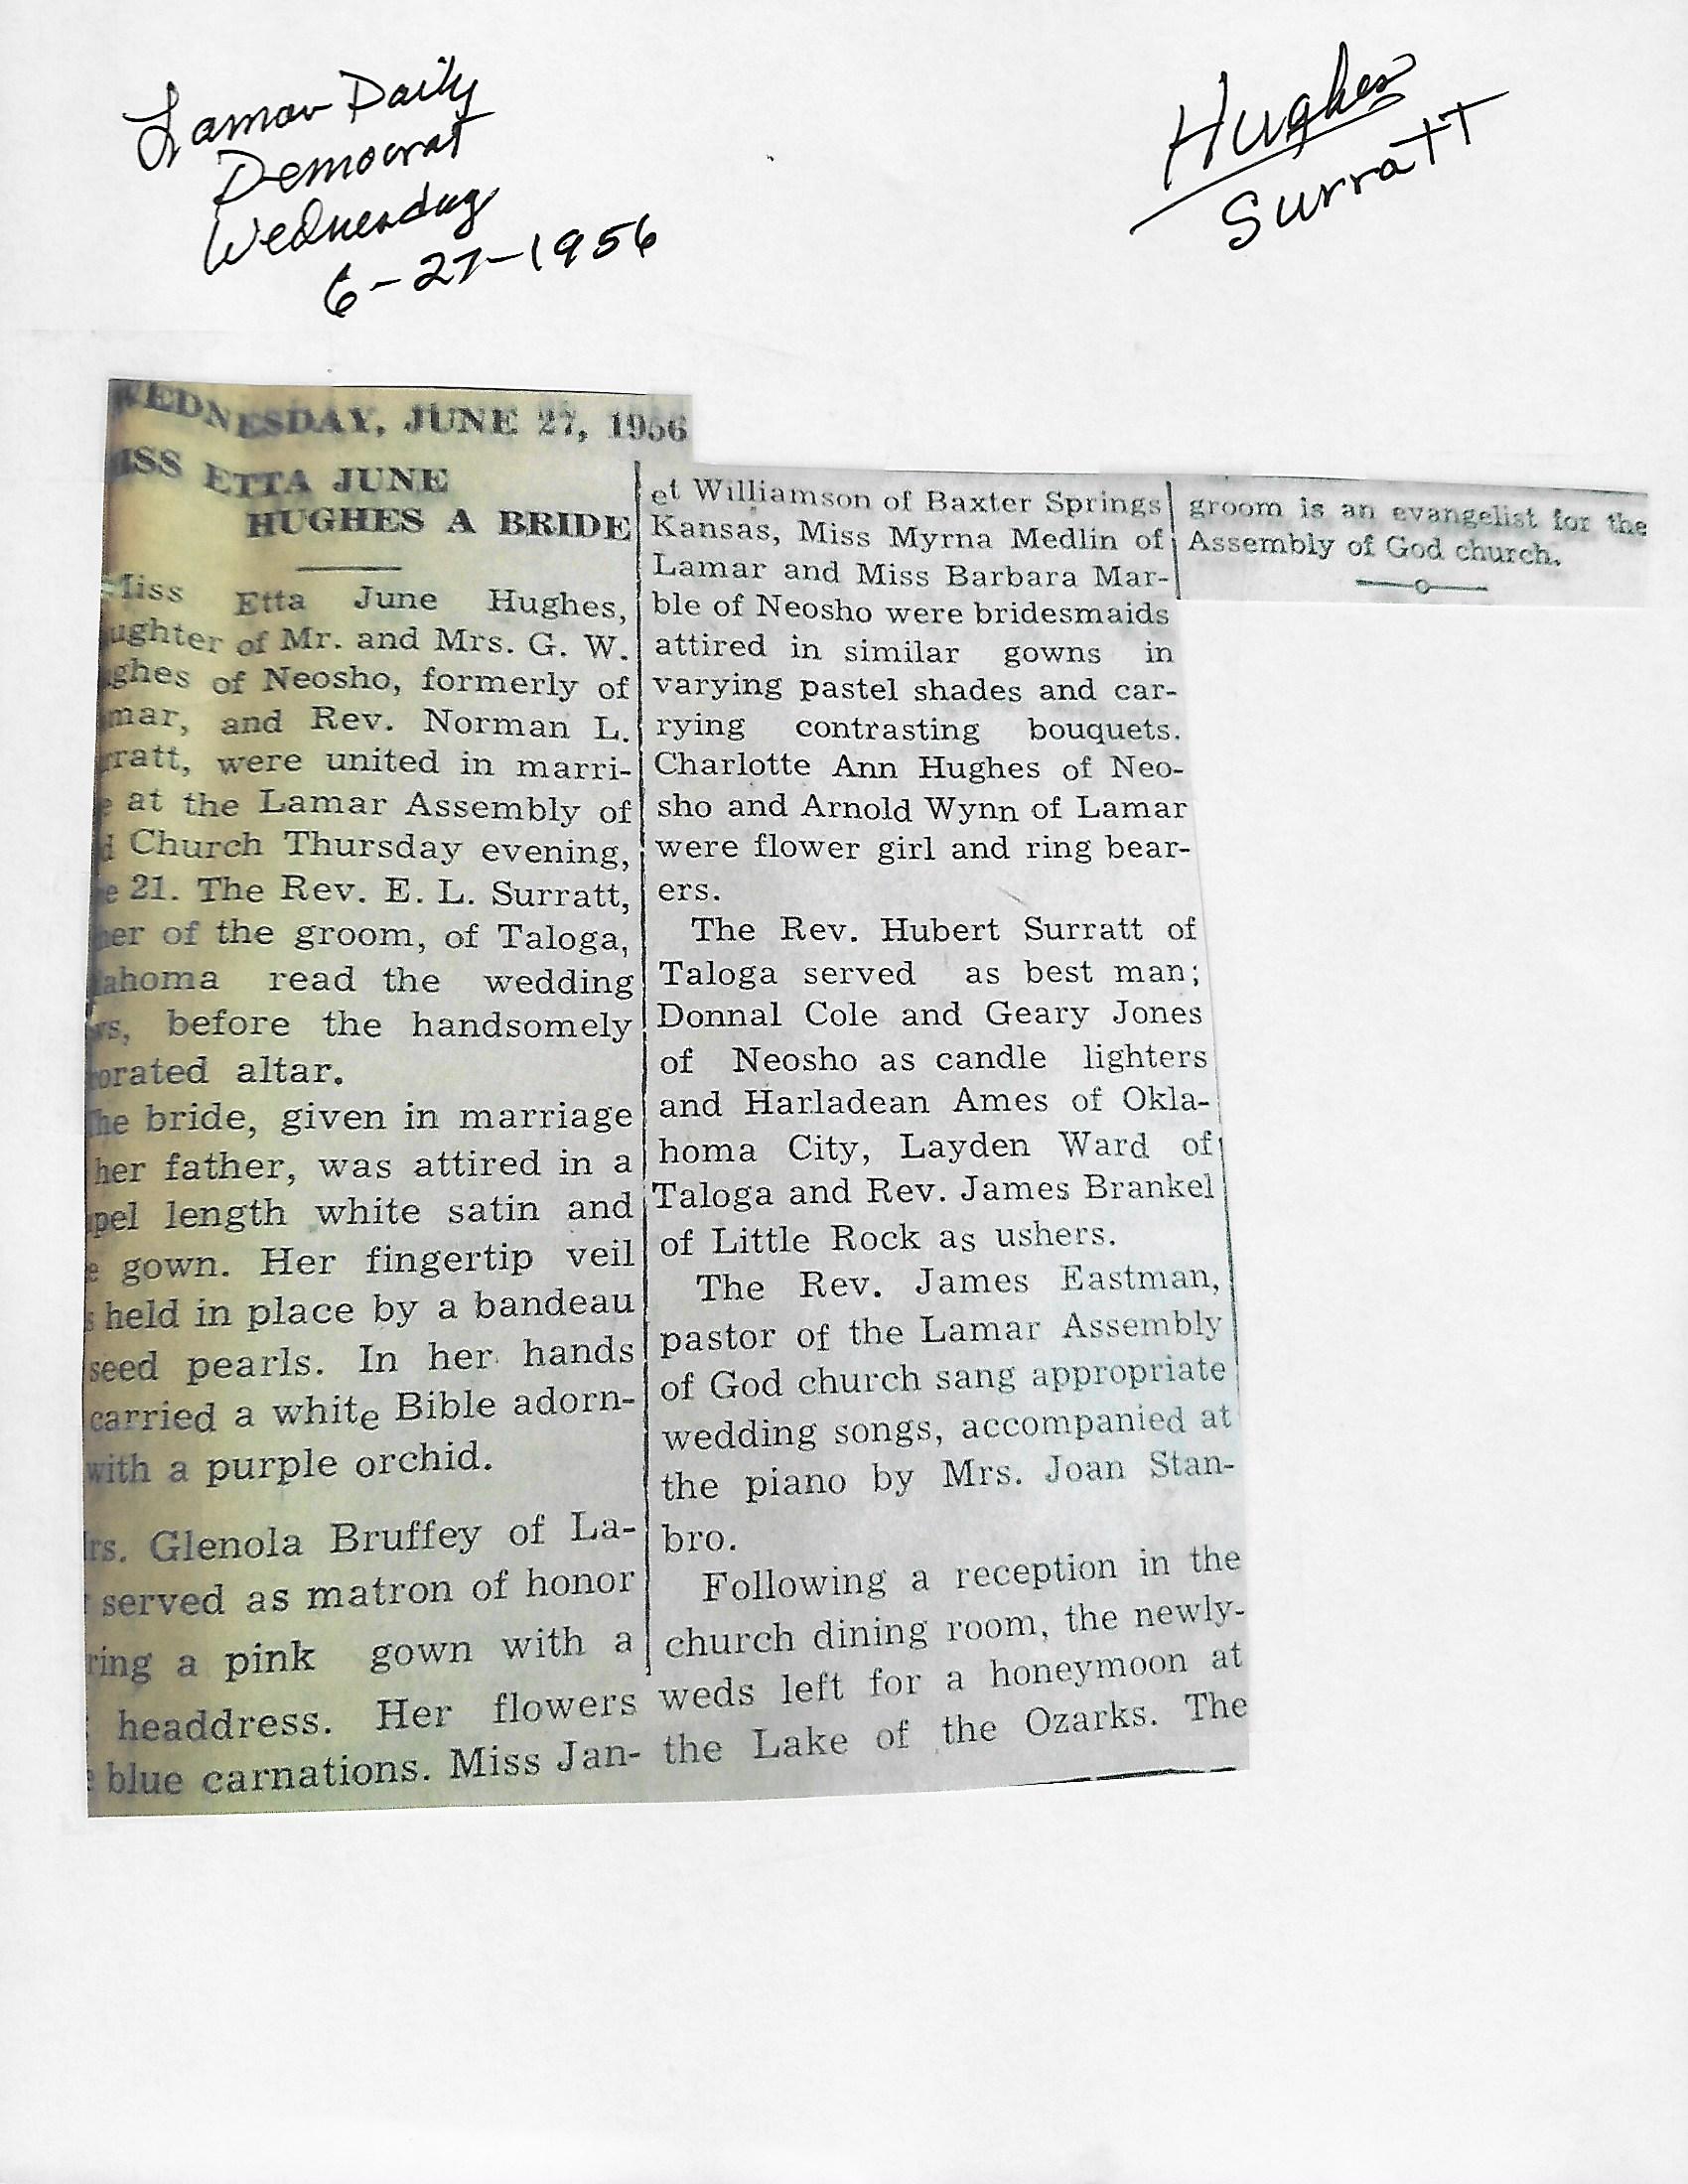 Lamar Daily
Democrat
Wednesday
6-27-1956
Hughes
Surratt
WEDNESDAY, JUNE 27, 1956
ISS ETTA JUNE
HUGHES A BRIDE
Miss Etta June Hughes,
ughter of Mr. and Mrs. G. W.
ghes of Neosho, formerly of
mar, and Rev. Norman L.
rratt, were united in marri-
e at the Lamar Assembly of
d Church Thursday evening,
e 21. The Rev. E. L. Surratt,
her of the groom, of Taloga,
lahoma read the wedding
ws, before the handsomely
orated altar.
The bride, given in marriage
her father, was attired in a
pel length white satin and
e gown. Her fingertip veil
s held in place by a bandeau
seed pearls. In her hands
carried a white Bible adorn-
with a purple orchid.
rs. Glenola Bruffey of La-
served as matron of honor
ring a pink gown with a
headdress. Her flowers
e blue carnations. Miss Jan-
et Williamson of Baxter Springs
Kansas, Miss Myrna Medlin of
Lamar and Miss Barbara Mar-
ble of Neosho were bridesmaids
attired in similar gowns in
varying pastel shades and car-
rying contrasting bouquets.
Charlotte Ann Hughes of Neo-
sho and Arnold Wynn of Lamar
were flower girl and ring bear-
ers.
The Rev. Hubert Surratt of
Taloga served as best man;
Donnal Cole and Geary Jones
of Neosho as candle lighters
and Harladean Ames of Okla-
homa City, Layden Ward of
Taloga and Rev. James Brankel
of Little Rock as ushers.
The Rev. James Eastman,
pastor of the Lamar Assembly
of God church sang appropriate
wedding songs, accompanied at
the piano by Mrs. Joan Stan-
bro.
Following a reception in the
church dining room, the newly-
weds left for a honeymoon at
the Lake of the Ozarks. The
groom is an evangelist for the
Assembly of God church.